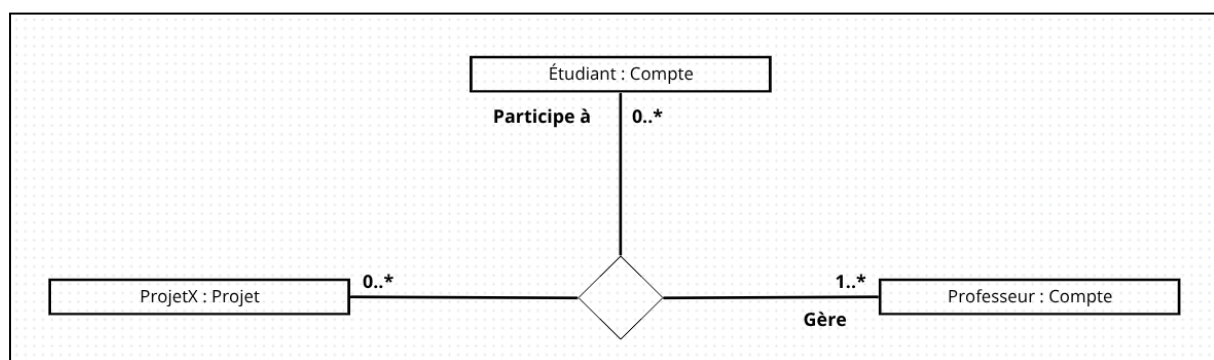 Étudiant : Compte
Participe à
0..*
0..*
1..*
ProjetX : Projet
Professeur : Compte
Gère